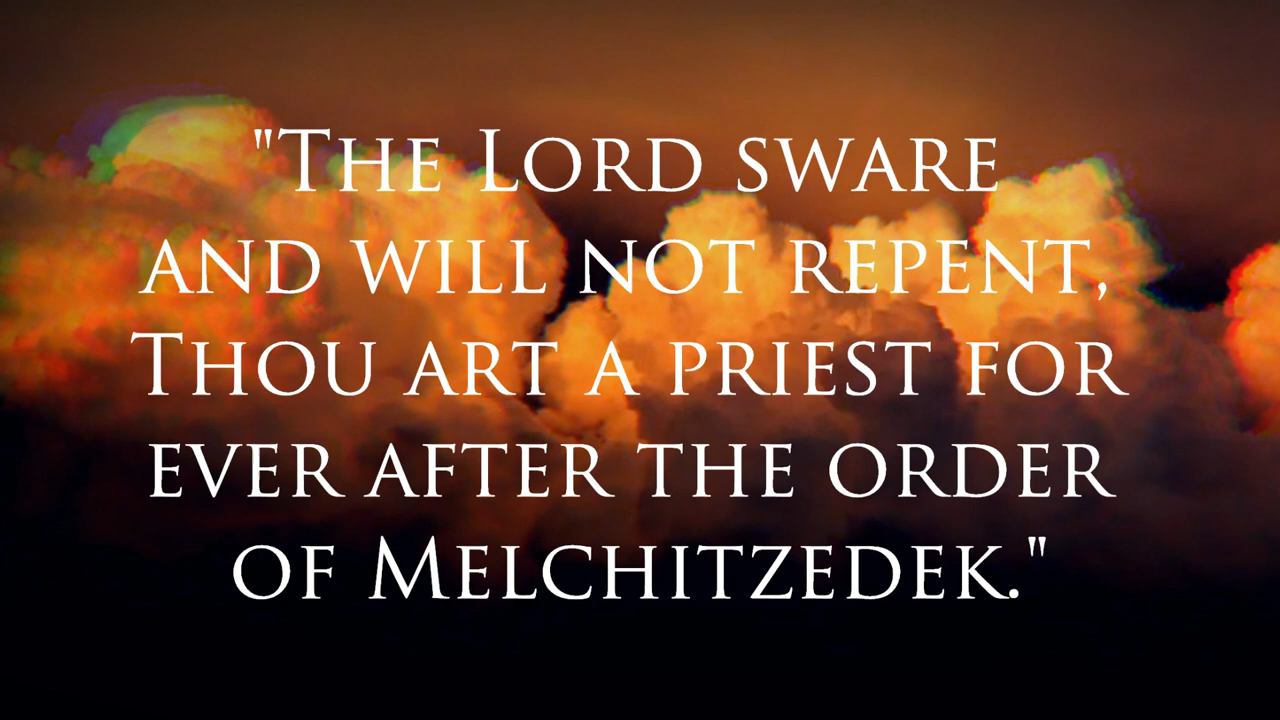 "The Lord sware
and will not repent,
Thou art a priest for
ever after the order
of Melchitzedek."